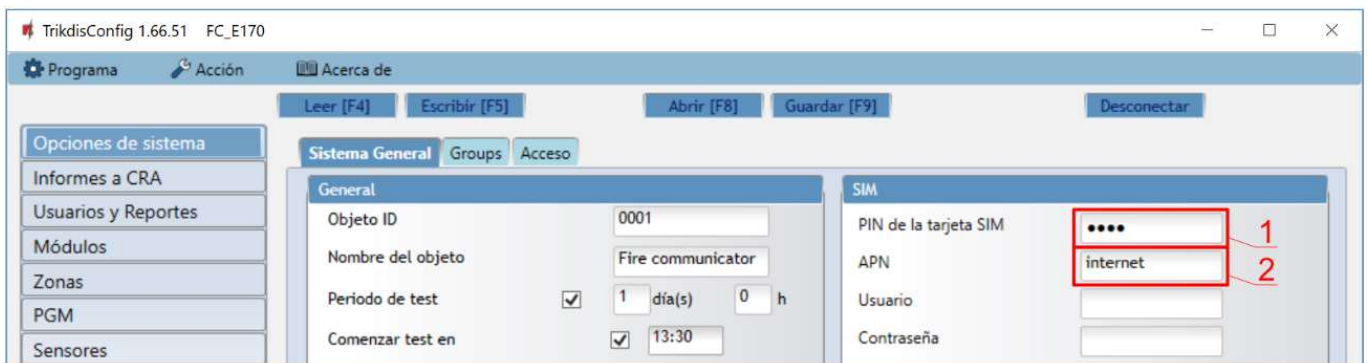 TrikdisConfig 1.66.51 FC_E170
Programa Acción Acerca de
Leer [F4] Escribir [F5] Abrir [F8] Guardar [F9] Desconectar
Opciones de sistema
Informes a CRA
Usuarios y Reportes
Módulos
Zonas
PGM
Sensores
Sistema General Groups Acceso
General
Objeto ID 0001
Nombre del objeto Fire communicator
Periodo de test 1 día(s) 0 h
Comenzar test en 13:30
SIM
PIN de la tarjeta SIM •••• 1
APN internet 2
Usuario
Contraseña